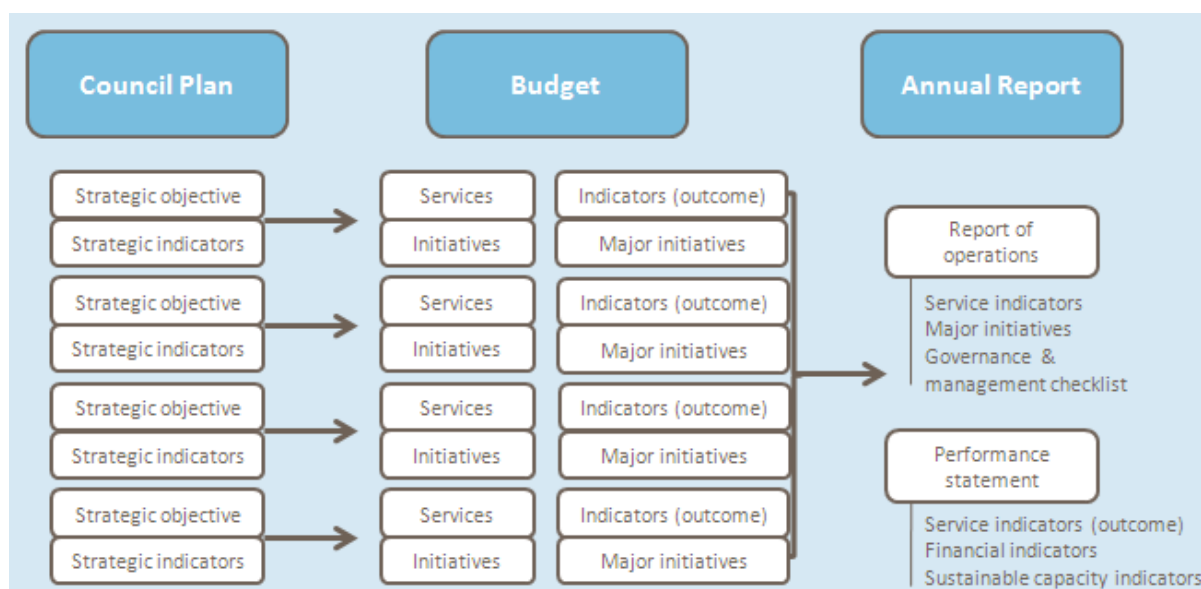 Council Plan
Budget
Annual Report
Strategic objective
Strategic indicators
Strategic objective
Strategic indicators
Strategic objective
Strategic indicators
Strategic objective
Strategic indicators
Services
Initiatives
Services
Initiatives
Services
Initiatives
Services
Initiatives
Indicators (outcome)
Major initiatives
Indicators (outcome)
Major initiatives
Indicators (outcome)
Major initiatives
Indicators (outcome)
Major initiatives
Report of
operations
Service indicators
Major initiatives
Governance &
management checklist
Performance
statement
Service indicators (outcome)
Financial indicators
Sustainable capacity indicators